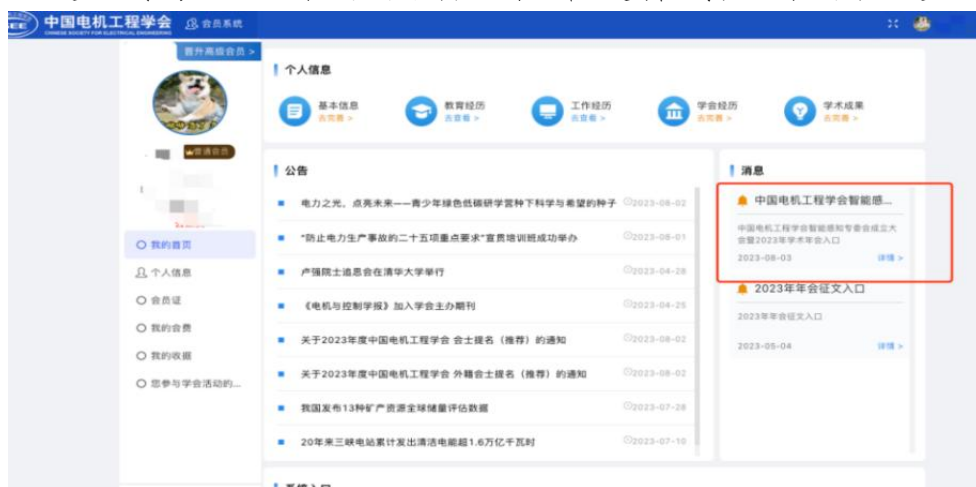 中国电机工程学会 会员系统
CHINESE SOCIETY FOR ELECTRICAL ENGINEERING
晋升高级会员 >
普通会员
我的首页
个人信息
会员证
我的会费
我的收据
您参与学会活动的...
个人信息
基本信息
去完善 >
教育经历
去查看 >
工作经历
去查看 >
学会经历
去完善 >
学术成果
去完善 >
公告
电力之光，点亮未来——青少年绿色低碳研学营种下科学与希望的种子 2023-08-02
“防止电力生产事故的二十五项重点要求”宣贯培训班成功举办 2023-08-01
卢强院士追思会在清华大学举行 2023-04-28
《电机与控制学报》加入学会主办期刊 2023-04-25
关于2023年度中国电机工程学会 会士提名（推荐）的通知 2023-08-02
关于2023年度中国电机工程学会 外籍会士提名（推荐）的通知 2023-08-02
我国发布13种矿产资源全球储量评估数据 2023-07-28
20年来三峡电站累计发出清洁电能超1.6万亿千瓦时 2023-07-10
消息
中国电机工程学会智能感...
中国电机工程学会智能感知专委会成立大
会暨2023年学术年会入口
2023-08-03 详情 >
2023年年会征文入口
2023年年会征文入口
2023-05-04 详情 >